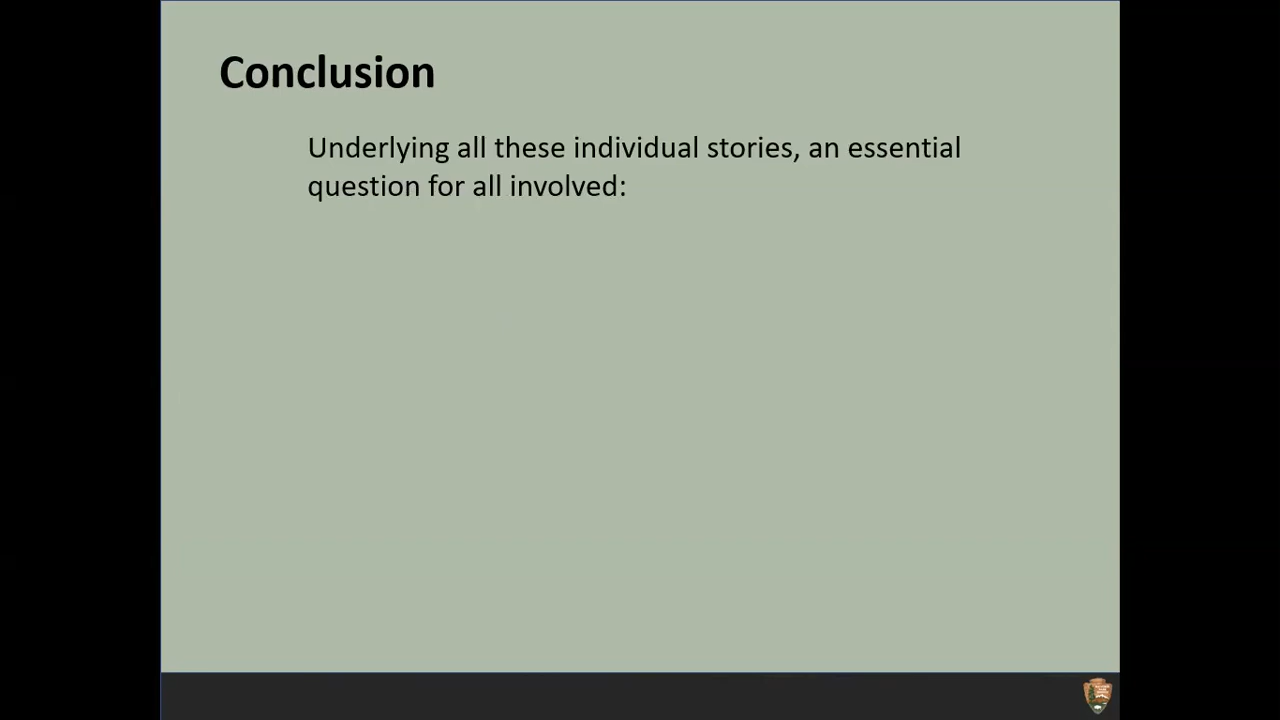 Conclusion
Underlying all these individual stories, an essential
question for all involved: